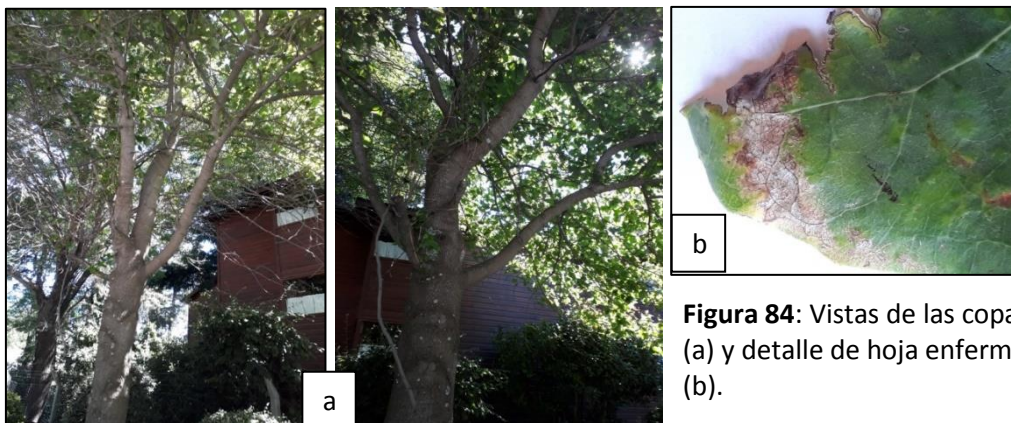 a
b
Figura 84: Vistas de las copa
(a) y detalle de hoja enferm
(b).